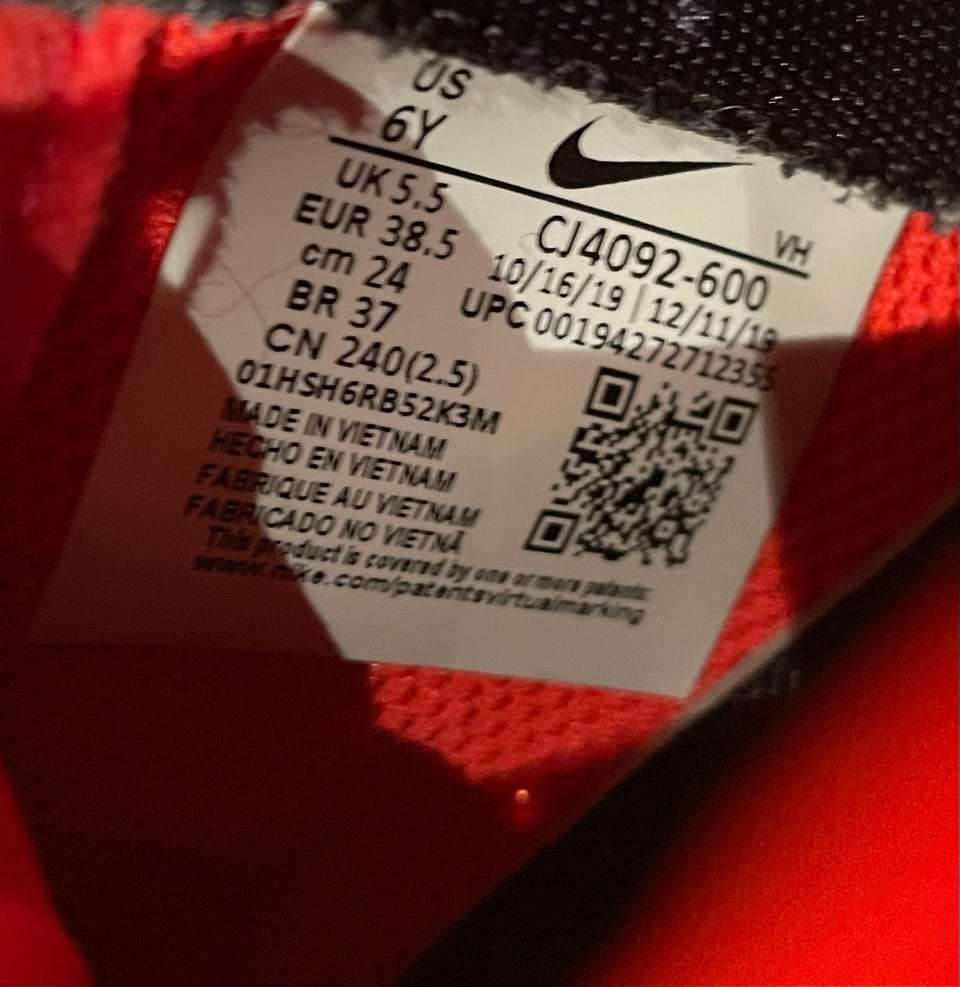 US
6Y
UK 5.5
EUR 38.5
cm 24
BR 37
CN 240(2.5)
01HSH6RB52K3M
MADE IN VIETNAM
HECHO EN VIETNAM
FABRIQUE AU VIETNAM
FABRICADO NO VIETNÃ
This product is covered by one or more patents:
www.nike.com/patentsvirtualmarking
VH
CJ4092-600
10/16/19 | 12/11/19
UPC 00194272712355